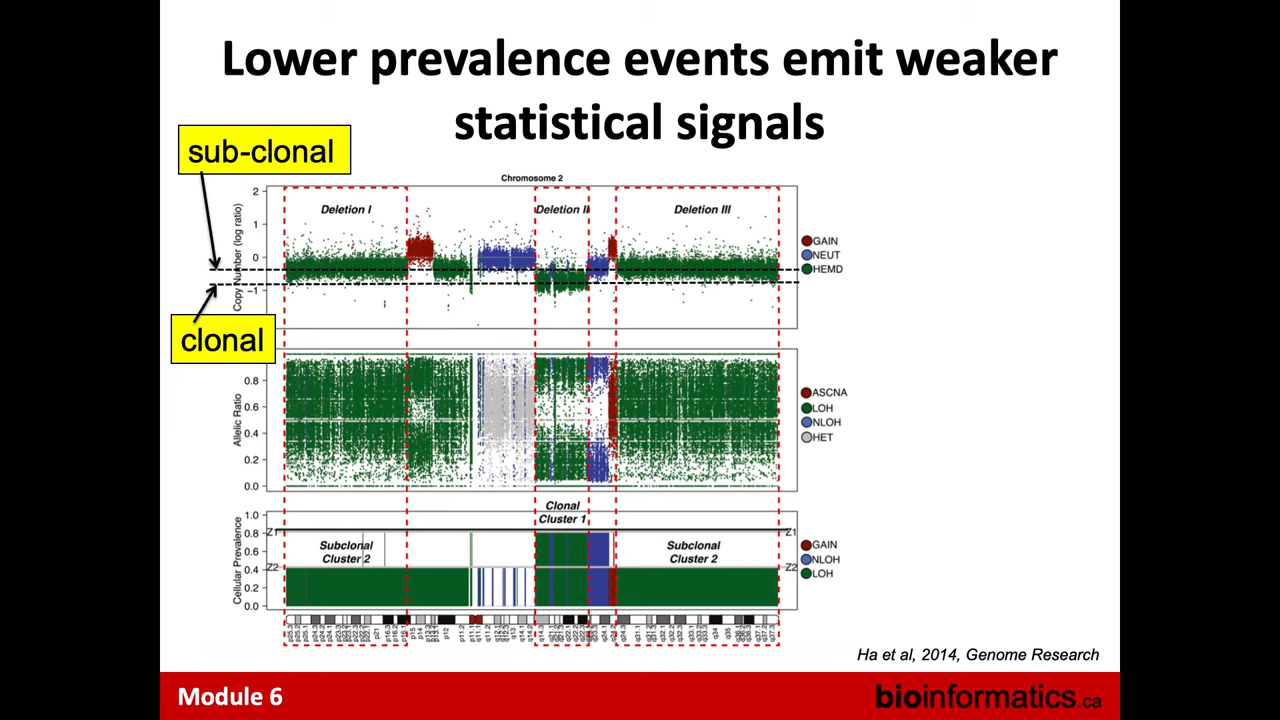 Lower prevalence events emit weaker
statistical signals
sub-clonal
clonal
Chromosome 2
Deletion I
Deletion II
Deletion III
Copy Number (log ratio)
2
1
0
−1
GAIN
NEUT
HEMD
Allelic Ratio
0.8
0.6
0.4
0.2
0.0
ASCNA
LOH
NLOH
HET
Clonal
Cluster 1
Cellular Prevalence
1.0
0.8
0.6
0.4
0.2
0.0
Z1
Z2
Subclonal
Cluster 2
Subclonal
Cluster 2
Z1
Z2
GAIN
NLOH
LOH
Ha et al, 2014, Genome Research
Module 6
bioinformatics.ca